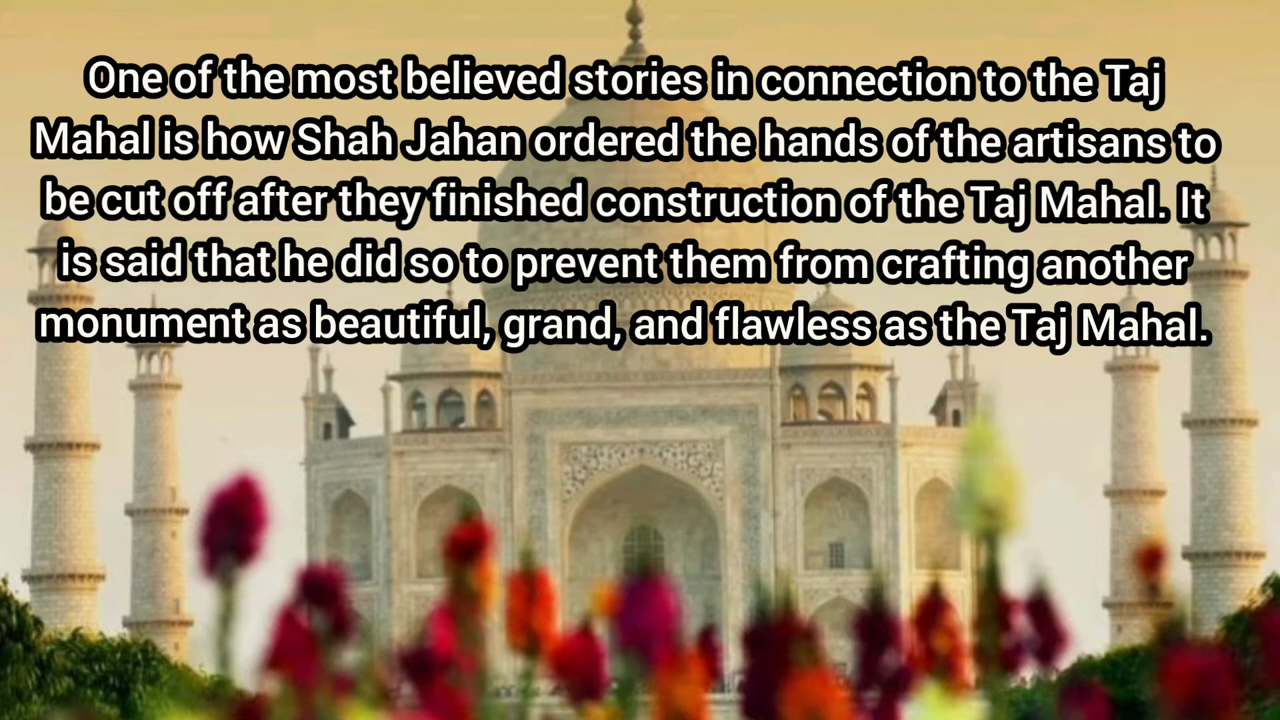 One of the most believed stories in connection to the Taj
Mahal is how Shah Jahan ordered the hands of the artisans to
be cut off after they finished construction of the Taj Mahal. It
is said that he did so to prevent them from crafting another
monument as beautiful, grand, and flawless as the Taj Mahal.